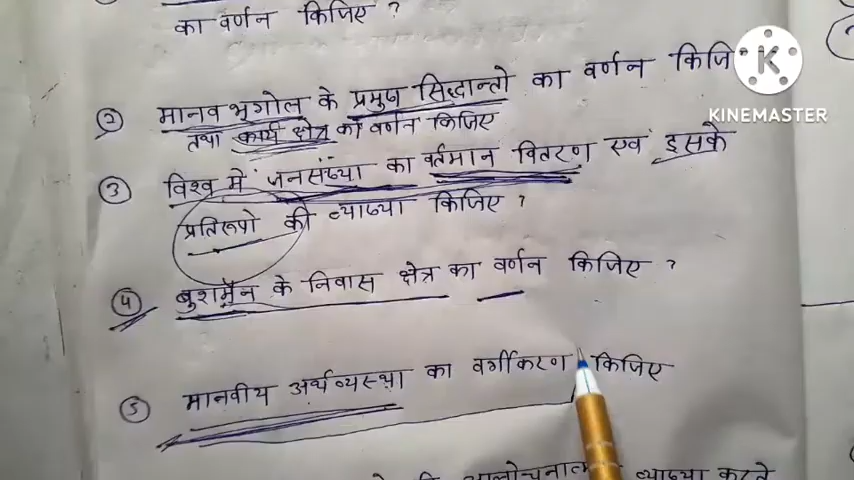 का वर्णन किजिए ?
② मानव भूगोल के प्रमुख सिद्धान्तो का वर्णन किजि
तथा कार्य क्षेत्र का वर्णन किजिए
K
KINEMASTER
③ विश्व में जनसंख्या का वर्तमान वितरण एवं इसके
प्रतिरूपो की व्याख्या किजिए ?
④ बुशमैन के निवास क्षेत्र का वर्णन किजिए ?
⑤ मानवीय अर्थव्यस्था का वर्गीकरण किजिए
व्याख्या करते